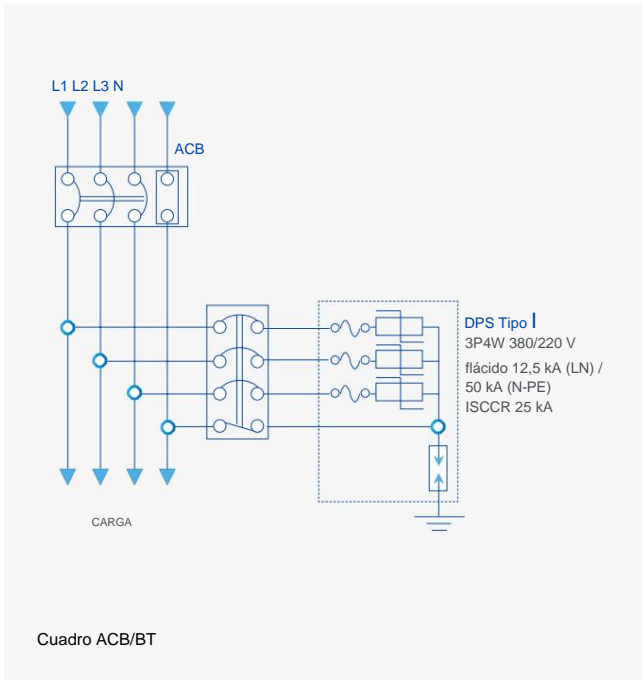 L1 L2 L3 N
ACB
DPS Tipo I
3P4W 380/220 V
flácido 12,5 kA (LN) /
50 kA (N-PE)
ISCCR 25 kA
CARGA
Cuadro ACB/BT